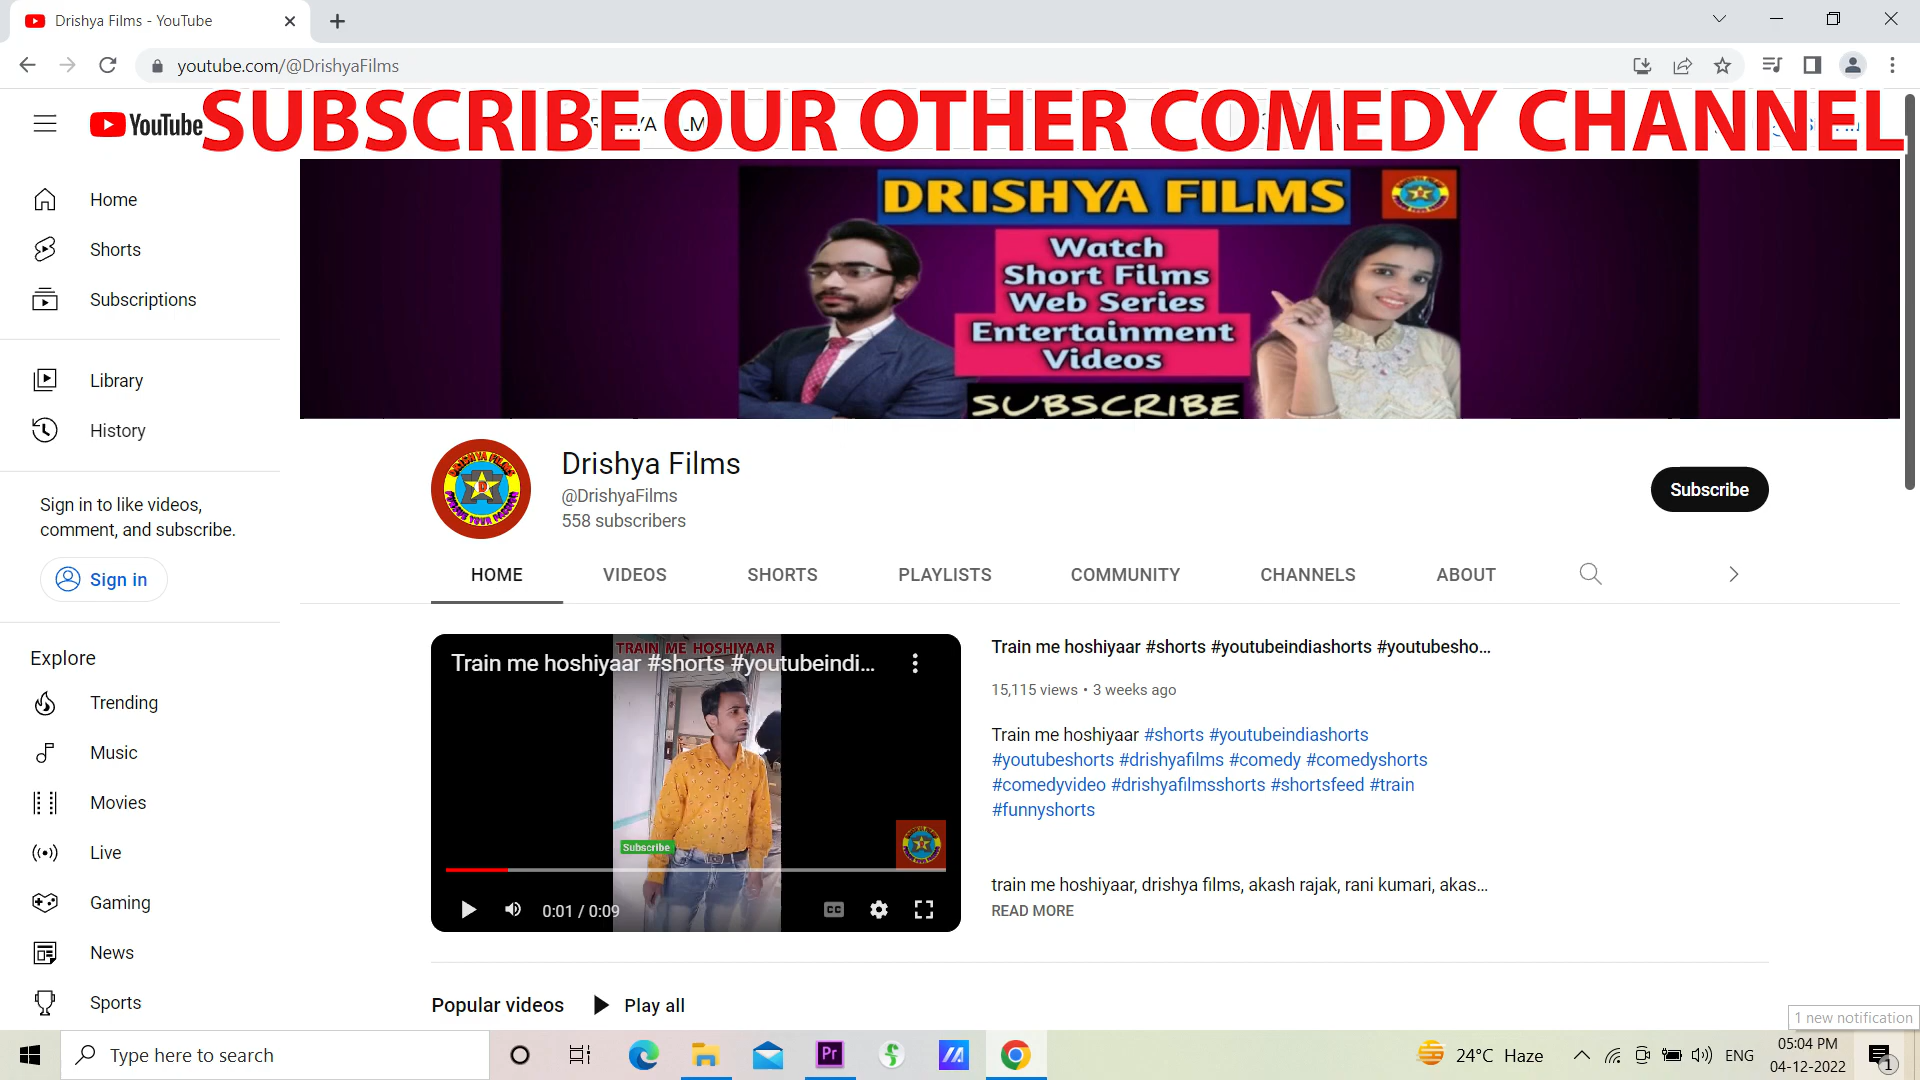 Drishya Films - YouTube
youtube.com/@DrishyaFilms
YouTube
SUBSCRIBE OUR OTHER COMEDY CHANNEL
DRISHYA FILMS
Watch
Short Films
Web Series
Entertainment
Videos
SUBSCRIBE
Home
Shorts
Subscriptions
Library
History
Sign in to like videos,
comment, and subscribe.
Sign in
Explore
Trending
Music
Movies
Live
Gaming
News
Sports
Drishya Films
@DrishyaFilms
558 subscribers
Subscribe
HOME VIDEOS SHORTS PLAYLISTS COMMUNITY CHANNELS ABOUT
TRAIN ME HOSHIYAAR
Train me hoshiyaar #shorts #youtubeindi...
Subscribe
0:01 / 0:09
CC
Train me hoshiyaar #shorts #youtubeindiashorts #youtubesho...
15,115 views • 3 weeks ago
Train me hoshiyaar #shorts #youtubeindiashorts
#youtubeshorts #drishyafilms #comedy #comedyshorts
#comedyvideo #drishyafilmsshorts #shortsfeed #train
#funnyshorts
train me hoshiyaar, drishya films, akash rajak, rani kumari, akas...
READ MORE
Popular videos Play all
1 new notification
Type here to search
Pr
24°C Haze
ENG
05:04 PM
04-12-2022
1